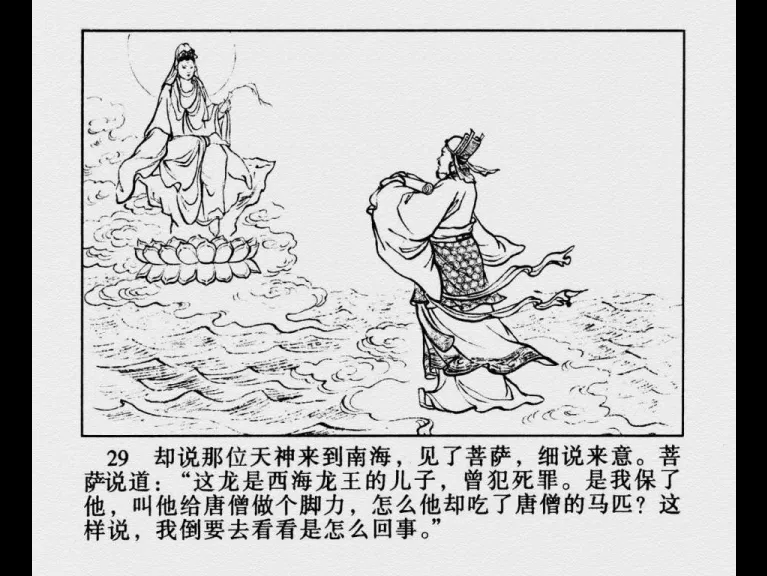 29 却说那位天神来到南海，见了菩萨，细说来意。菩
萨说道：“这龙是西海龙王的儿子，曾犯死罪。是我保了
他，叫他给唐僧做个脚力，怎么他却吃了唐僧的马匹？这
样说，我倒要去看看是怎么回事。”